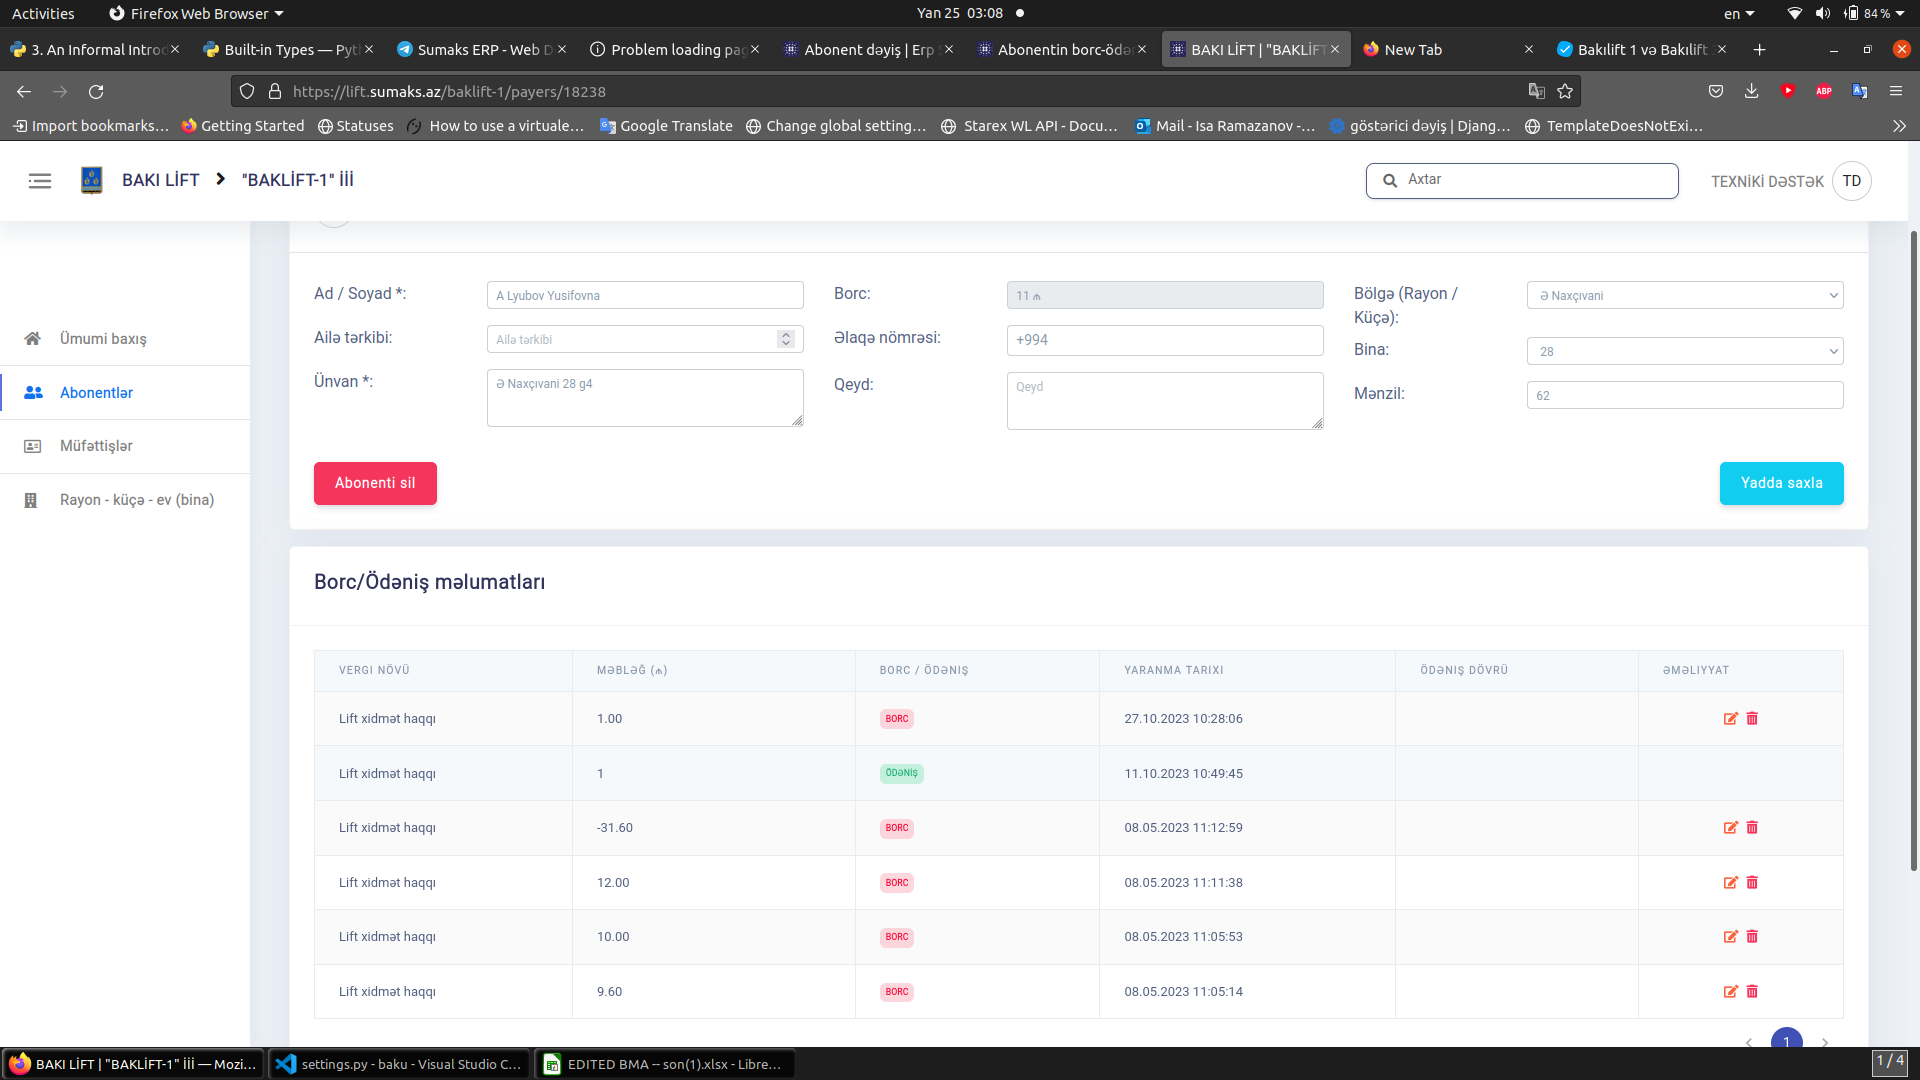 Activities
Firefox Web Browser
Yan 25 03:08
en
84 %
3. An Informal Introd
Built-in Types — Pyt
Sumaks ERP - Web D
Problem loading pag
Abonent dəyiş | Erp S
Abonentin borc-ödən
BAKI LİFT | "BAKLİFT
New Tab
Bakılift 1 və Bakılift
https://lift.sumaks.az/baklift-1/payers/18238
ABP
Import bookmarks...
Getting Started
Statuses
How to use a virtuale...
Google Translate
Change global setting...
Starex WL API - Docu...
Mail - Isa Ramazanov -...
göstərici dəyiş | Djang...
TemplateDoesNotExi...
BAKI LİFT
"BAKLİFT-1" İİİ
Axtar
TEXNİKİ DƏSTƏK
TD
Ümumi baxış
Abonentlər
Müfəttişlər
Rayon - küçə - ev (bina)
Ad / Soyad *:
A Lyubov Yusifovna
Borc:
11 ₼
Bölgə (Rayon /
Küçə):
Ə Naxçıvani
Ailə tərkibi:
Ailə tərkibi
Əlaqə nömrəsi:
+994
Bina:
28
Ünvan *:
Ə Naxçıvani 28 g4
Qeyd:
Qeyd
Mənzil:
62
Abonenti sil
Yadda saxla
Borc/Ödəniş məlumatları
VERGI NÖVÜ
MƏBLƏĞ (₼)
BORC / ÖDƏNIŞ
YARANMA TARIXI
ÖDƏNIŞ DÖVRÜ
ƏMƏLIYYAT
Lift xidmət haqqı
1.00
BORC
27.10.2023 10:28:06
Lift xidmət haqqı
1
ÖDƏNIŞ
11.10.2023 10:49:45
Lift xidmət haqqı
-31.60
BORC
08.05.2023 11:12:59
Lift xidmət haqqı
12.00
BORC
08.05.2023 11:11:38
Lift xidmət haqqı
10.00
BORC
08.05.2023 11:05:53
Lift xidmət haqqı
9.60
BORC
08.05.2023 11:05:14
1
BAKI LİFT | "BAKLİFT-1" İİİ — Mozi...
settings.py - baku - Visual Studio C...
EDITED BMA -- son(1).xlsx - Libre...
1 / 4